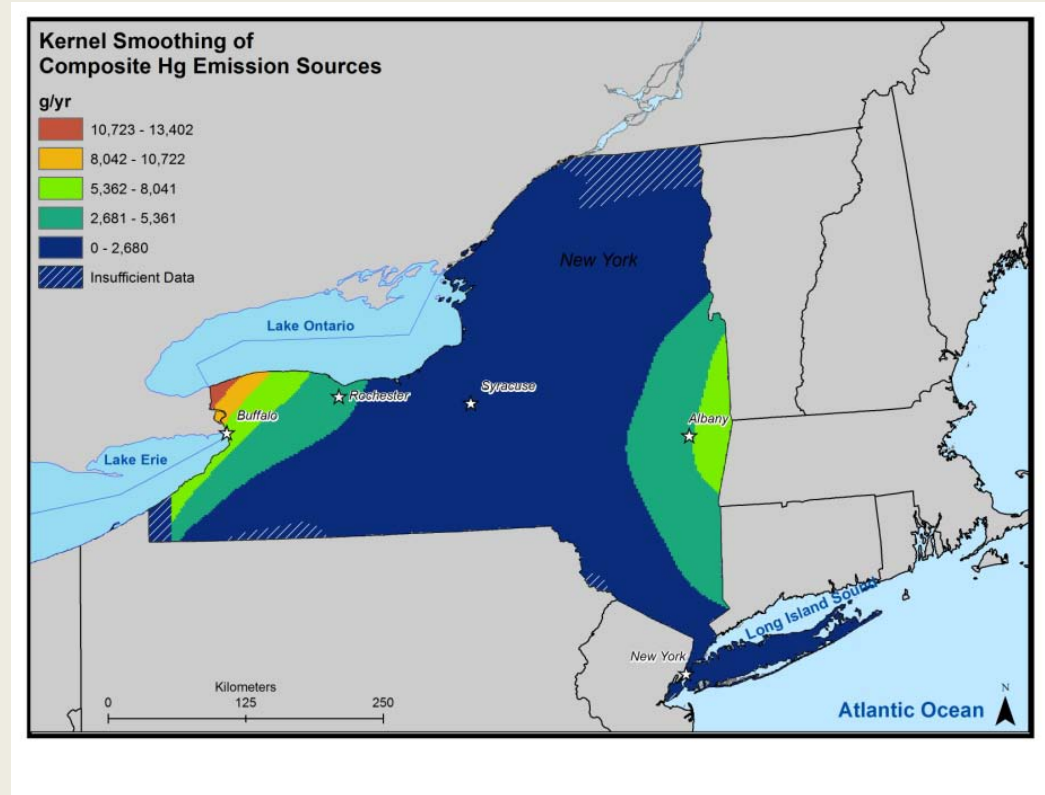 Kernel Smoothing of
Composite Hg Emission Sources
g/yr
10,723 - 13,402
8,042 - 10,722
5,362 - 8,041
2,681 - 5,361
0 - 2,680
Insufficient Data
New York
Lake Ontario
Syracuse
Rochester
Buffalo
Albany
Lake Erie
Long Island Sound
New York
Kilometers
0 125 250
N
Atlantic Ocean